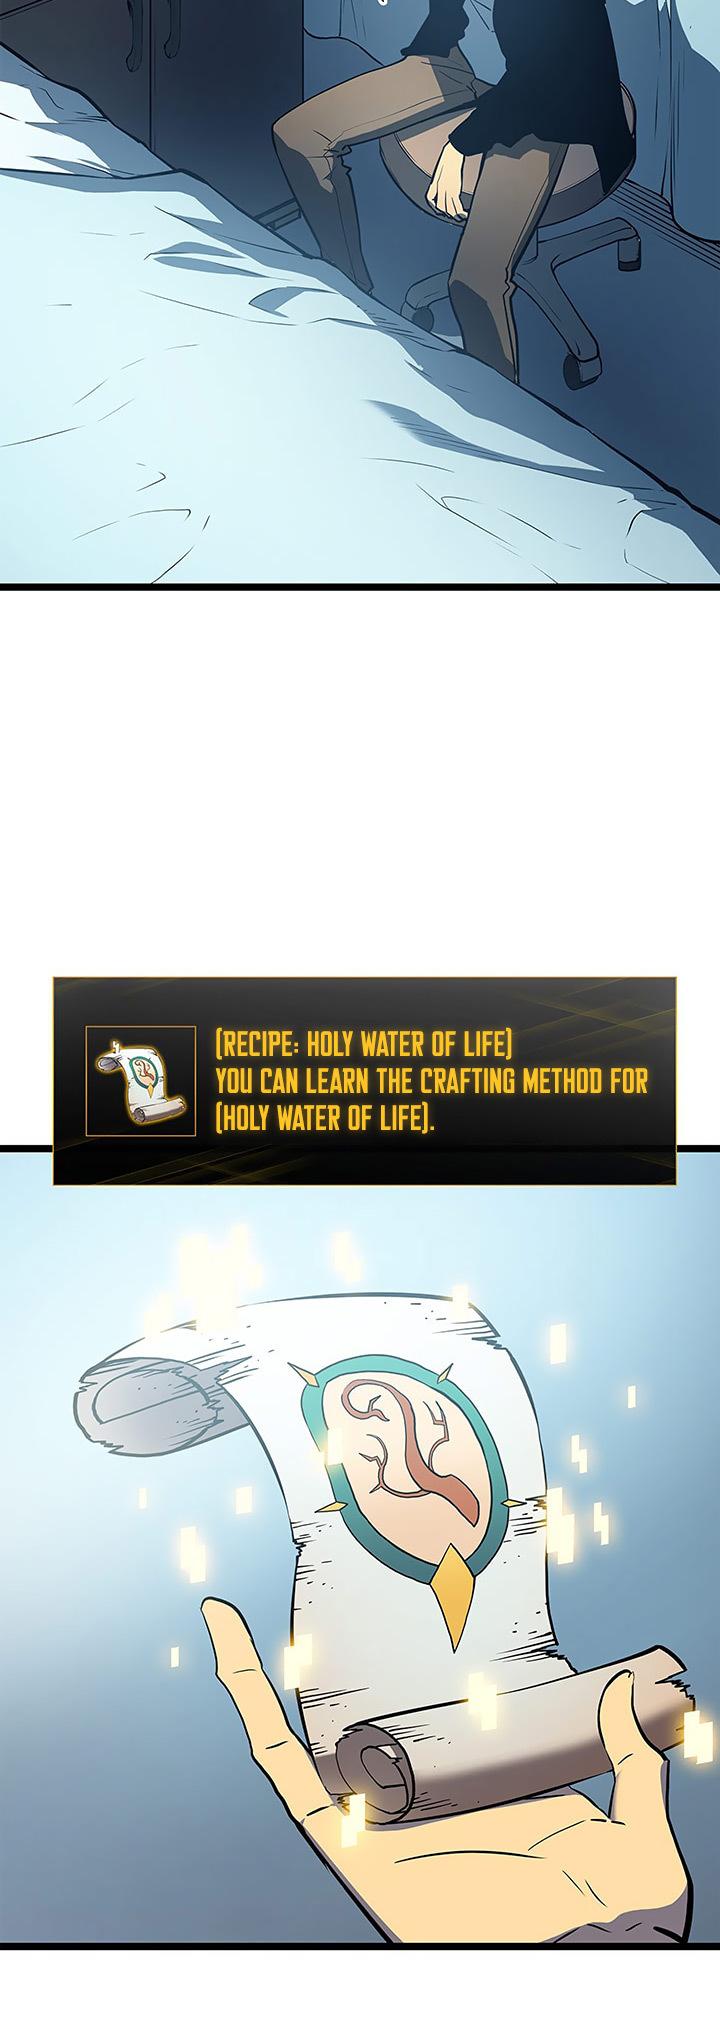 [RECIPE: HOLY WATER OF LIFE]
YOU CAN LEARN THE CRAFTING METHOD FOR
[HOLY WATER OF LIFE].